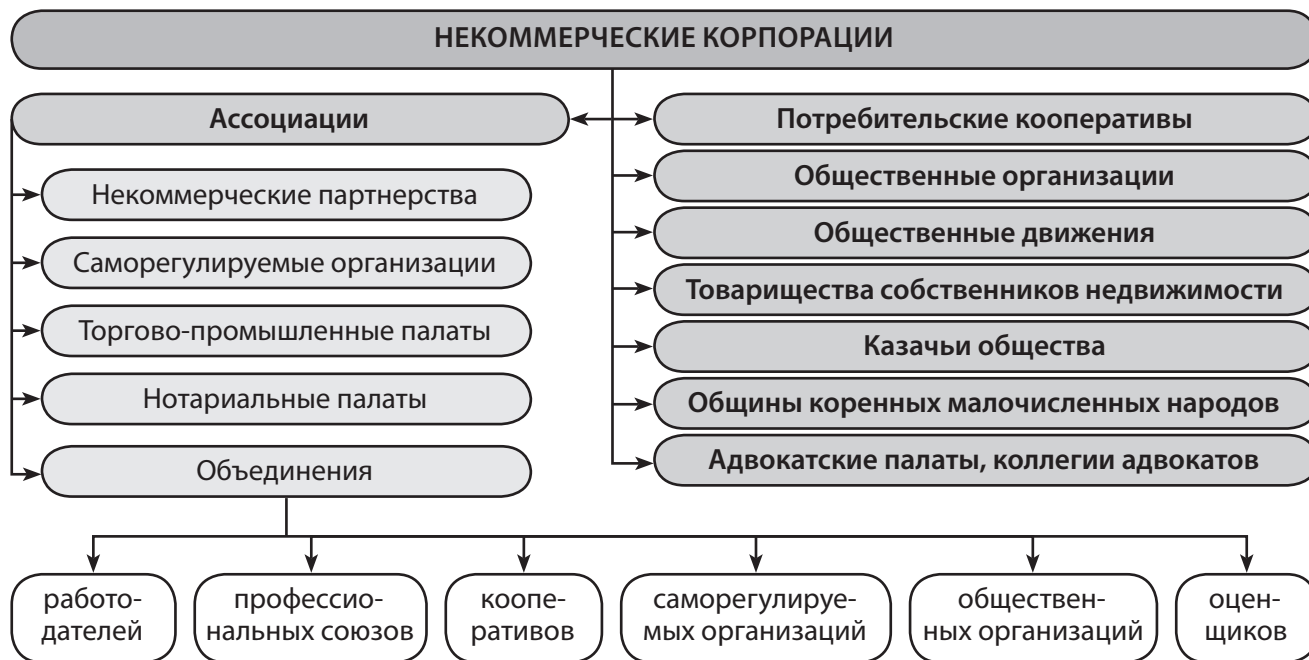 НЕКОММЕРЧЕСКИЕ КОРПОРАЦИИ
Ассоциации
Некоммерческие партнерства
Саморегулируемые организации
Торгово-промышленные палаты
Нотариальные палаты
Объединения
Потребительские кооперативы
Общественные организации
Общественные движения
Товарищества собственников недвижимости
Казачьи общества
Общины коренных малочисленных народов
Адвокатские палаты, коллегии адвокатов
работо-
дателей
профессио-
нальных союзов
коопе-
ративов
саморегулируе-
мых организаций
обществен-
ных организаций
оцен-
щиков